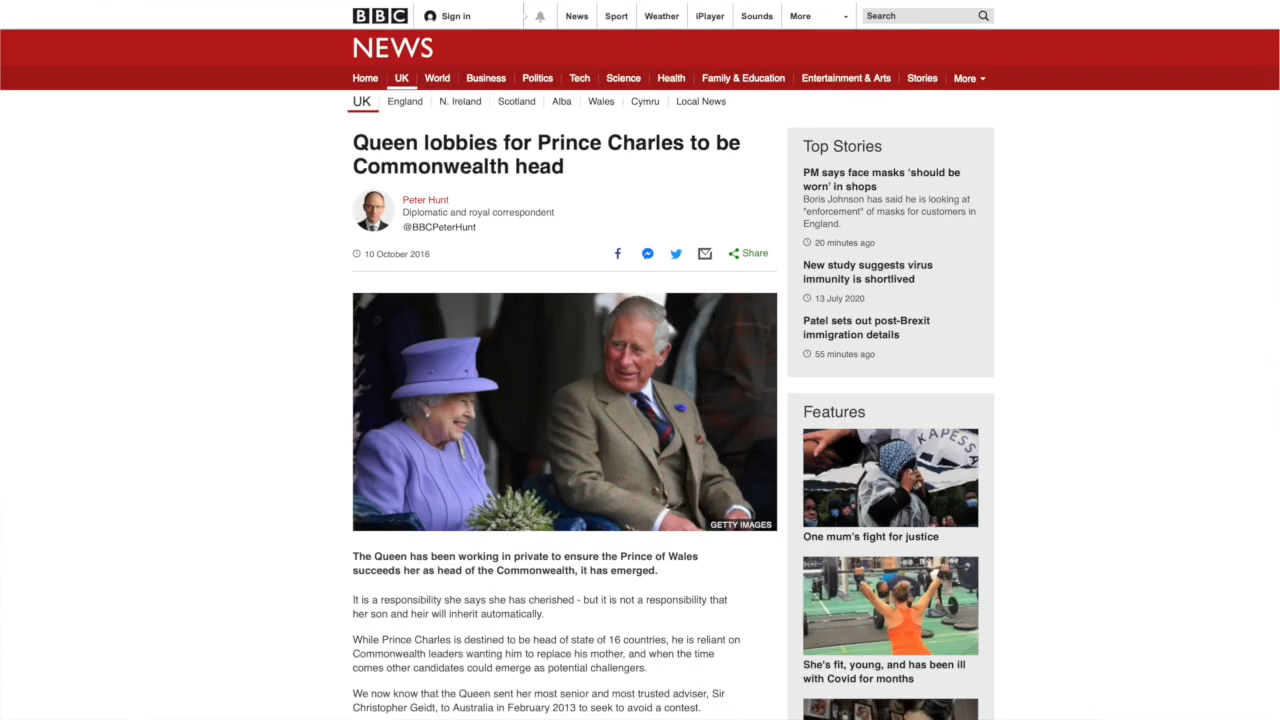 BBC
Sign in
News
Sport
Weather
iPlayer
Sounds
More
Search
NEWS
Home
UK
World
Business
Politics
Tech
Science
Health
Family & Education
Entertainment & Arts
Stories
More
UK
England
N. Ireland
Scotland
Alba
Wales
Cymru
Local News
Queen lobbies for Prince Charles to be
Commonwealth head
Peter Hunt
Diplomatic and royal correspondent
@BBCPeterHunt
10 October 2016
Share
GETTY IMAGES
The Queen has been working in private to ensure the Prince of Wales
succeeds her as head of the Commonwealth, it has emerged.
It is a responsibility she says she has cherished - but it is not a responsibility that
her son and heir will inherit automatically.
While Prince Charles is destined to be head of state of 16 countries, he is reliant on
Commonwealth leaders wanting him to replace his mother, and when the time
comes other candidates could emerge as potential challengers.
We now know that the Queen sent her most senior and most trusted adviser, Sir
Christopher Geidt, to Australia in February 2013 to seek to avoid a contest.
Top Stories
PM says face masks ‘should be
worn’ in shops
Boris Johnson has said he is looking at
"enforcement" of masks for customers in
England.
20 minutes ago
New study suggests virus
immunity is shortlived
13 July 2020
Patel sets out post-Brexit
immigration details
55 minutes ago
Features
KAPESSA
One mum’s fight for justice
She's fit, young, and has been ill
with Covid for months